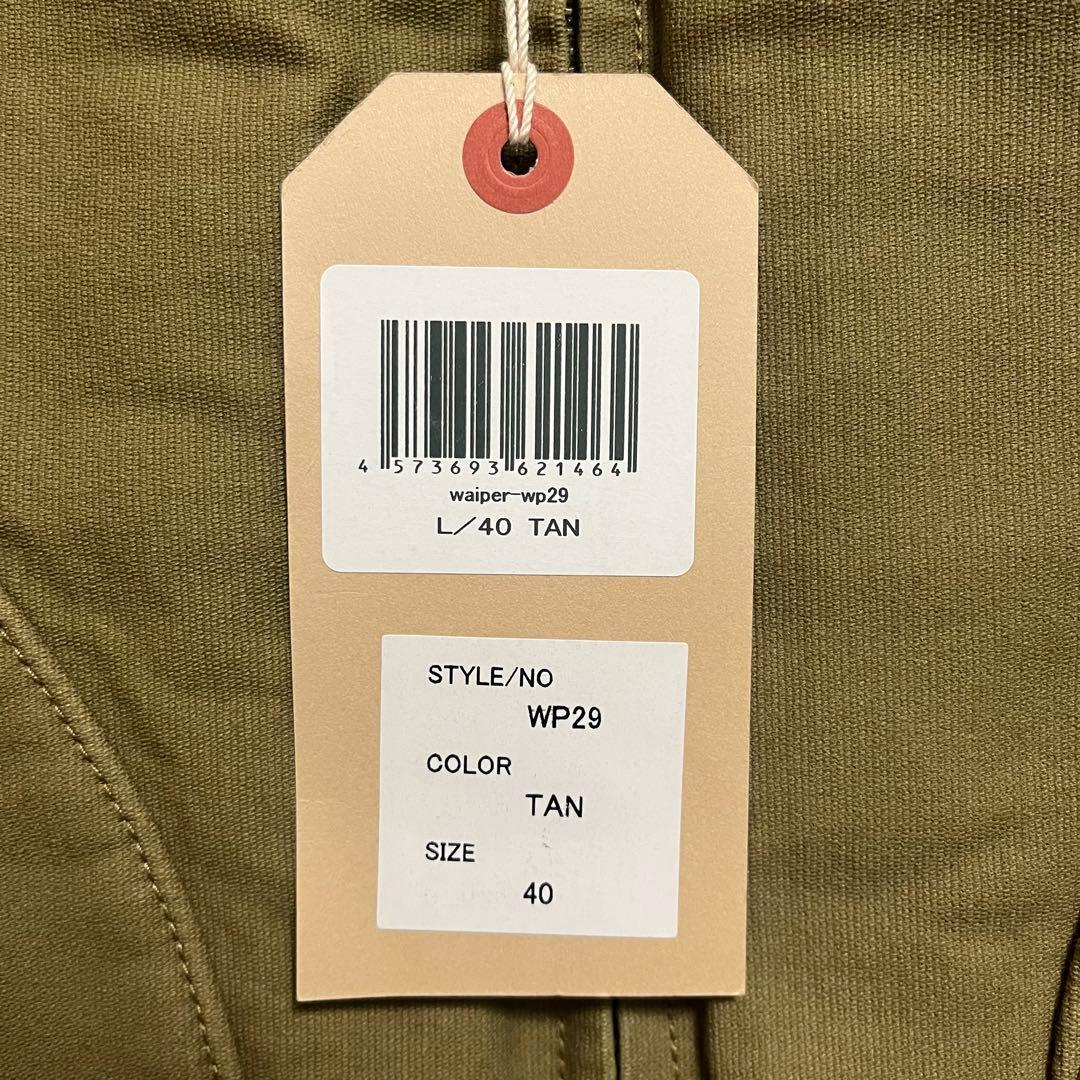 4 573693 621464
waiper-wp29
L/40 TAN
STYLE/NO
WP29
COLOR
TAN
SIZE
40